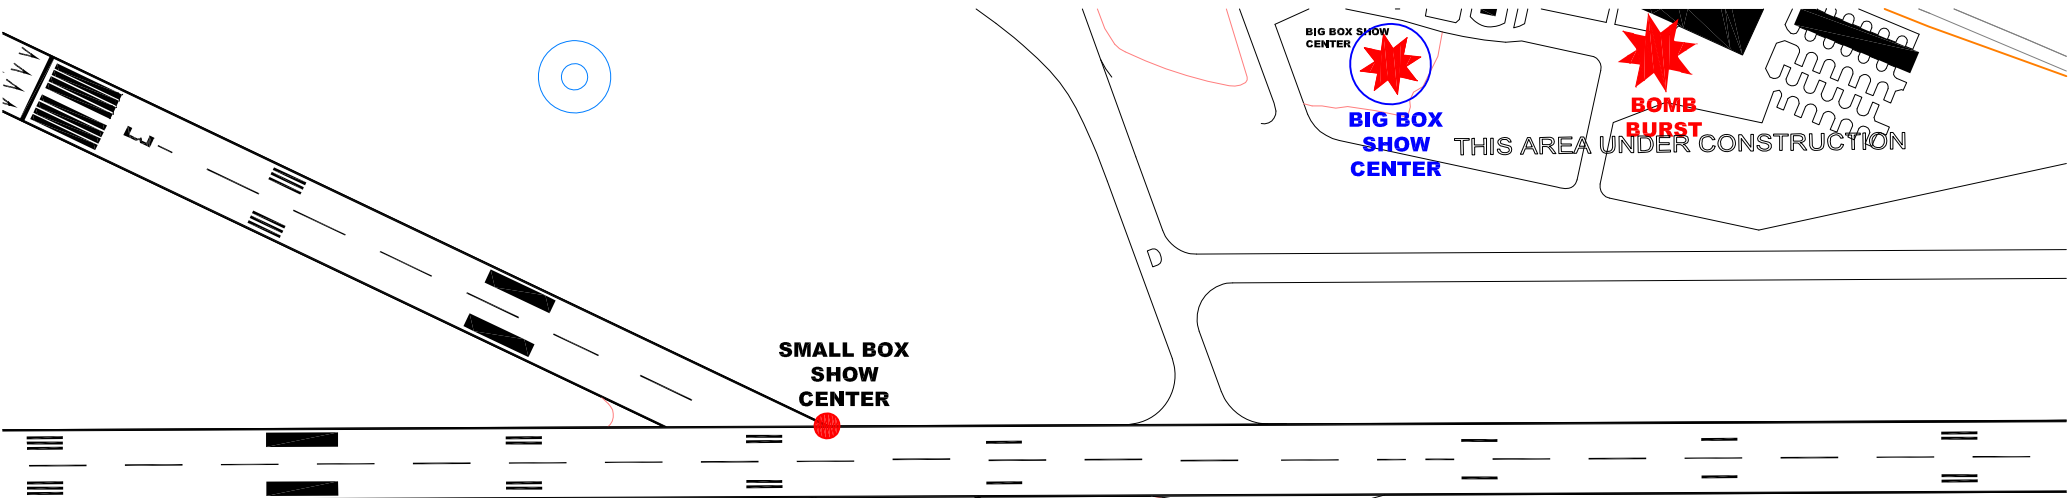 BIG BOX SHOW
CENTER
BIG BOX
SHOW
CENTER
BOMB
BURST
THIS AREA UNDER CONSTRUCTION
SMALL BOX
SHOW
CENTER